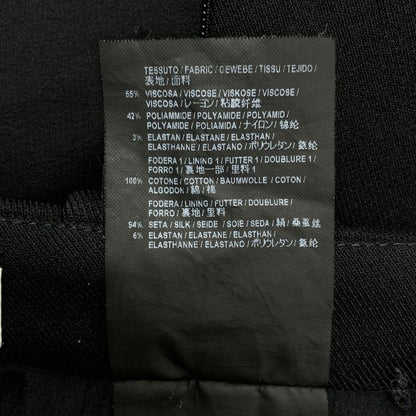 TESSUTO / FABRIC / GEWEBE / TISSU / TEJIDO /
表地 / 面料
55% VISCOSA / VISCOSE / VISKOSE / VISCOSE /
VISCOSA / レーヨン / 粘胶纤维
42% POLIAMMIDE / POLYAMIDE / POLYAMID /
POLYAMIDE / POLIAMIDA / ナイロン / 锦纶
3% ELASTAN / ELASTANE / ELASTHAN /
ELASTHANNE / ELASTANO / ポリウレタン / 氨纶
FODERA 1 / LINING 1 / FUTTER 1 / DOUBLURE 1 /
FORRO 1 / 裏地一部 / 里料 1
100% COTONE / COTTON / BAUMWOLLE / COTON /
ALGODON / 綿 / 棉
FODERA / LINING / FUTTER / DOUBLURE /
FORRO / 裏地 / 里料
94% SETA / SILK / SEIDE / SOIE / SEDA / 絹 / 桑蚕丝
6% ELASTAN / ELASTANE / ELASTHAN /
ELASTHANNE / ELASTANO / ポリウレタン / 氨纶